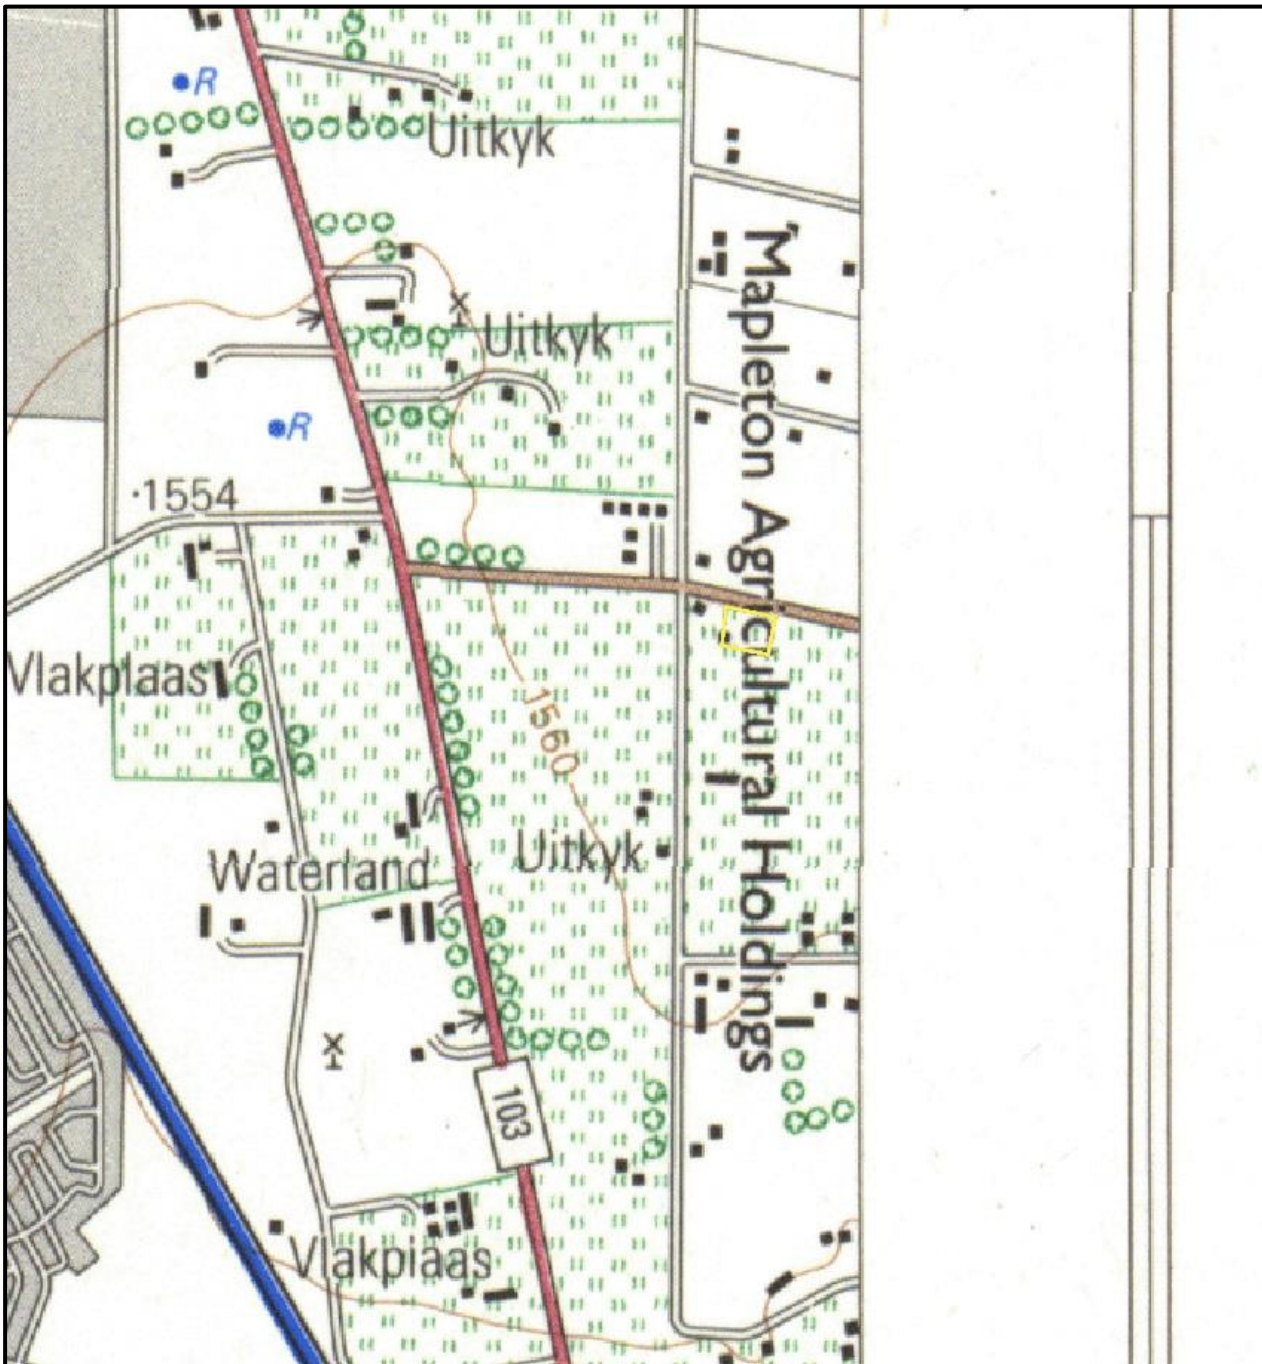 R
Uitkyk
'Mapleton Agricultural Holdings
Uitkyk
R
·1554
Vlakplaas
1560
Uitkyk
Waterland
103
Vlakplaas